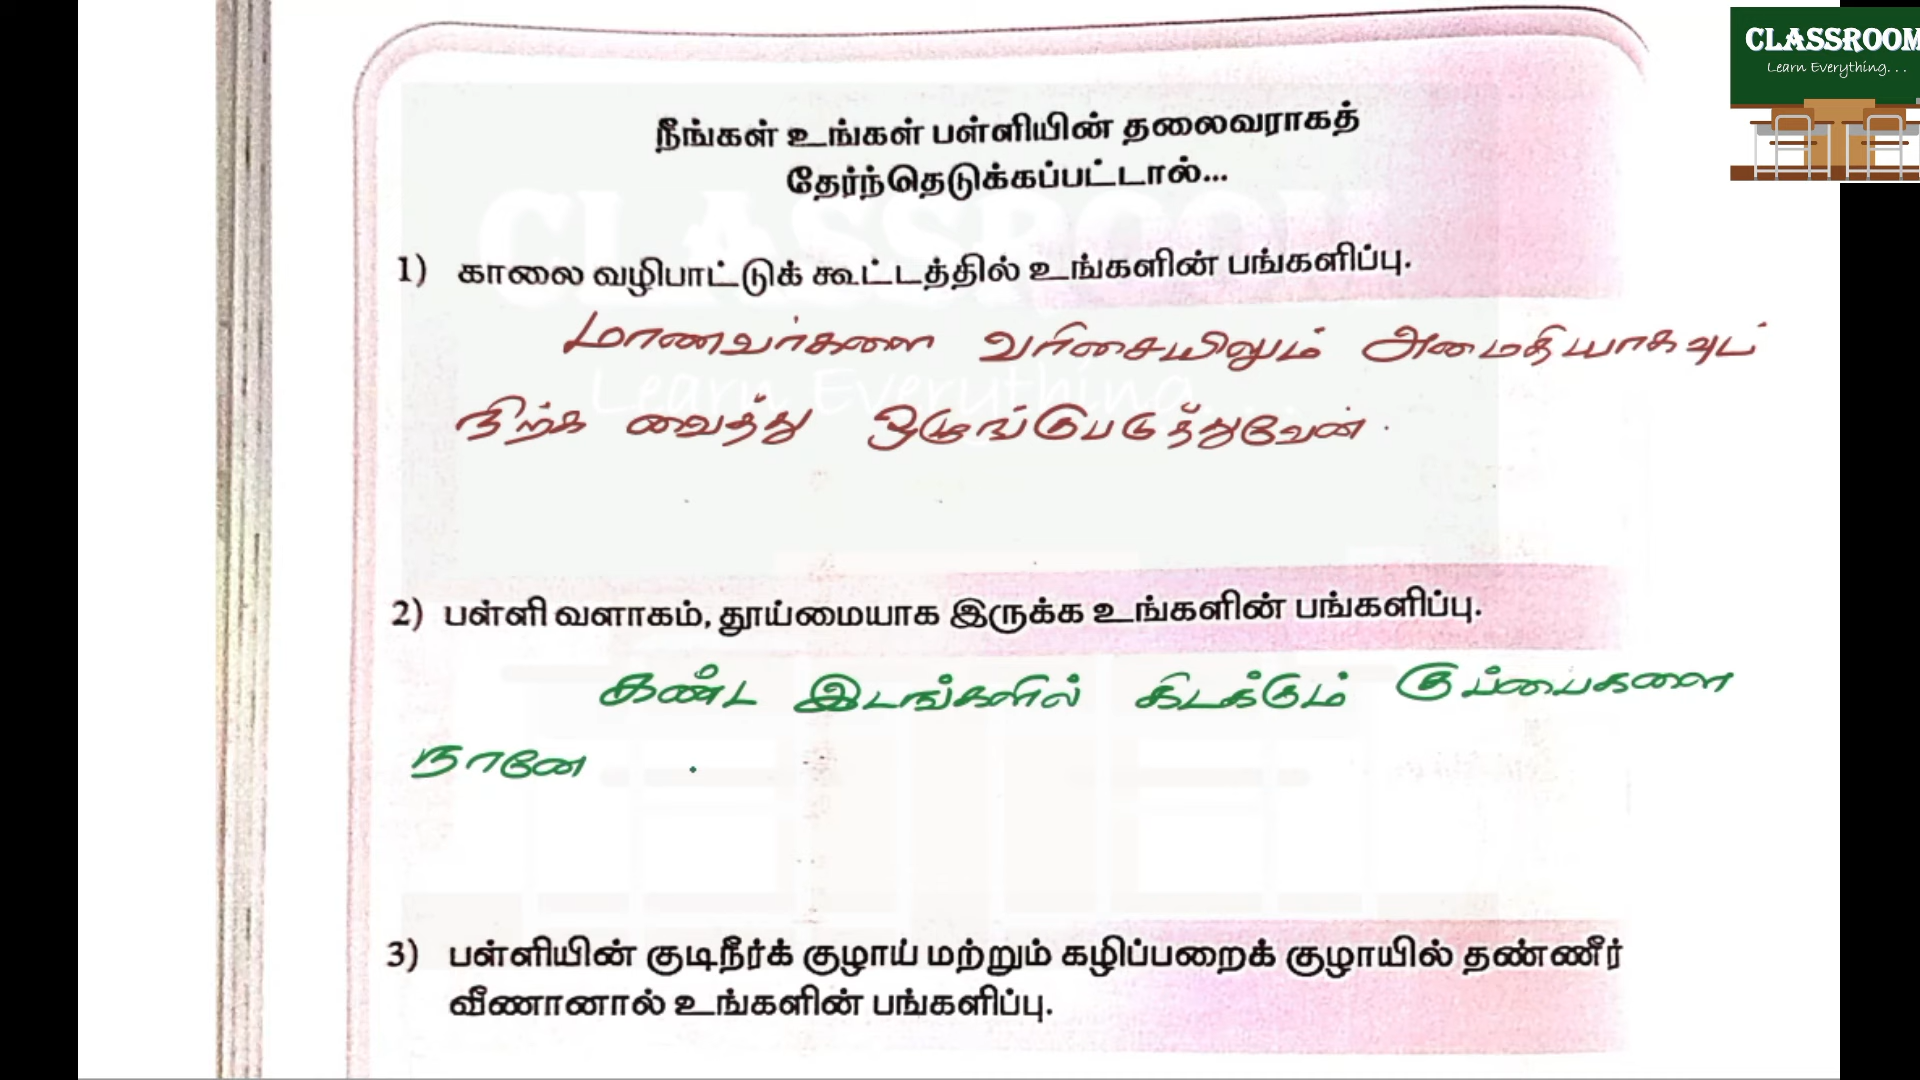 CLASSROOM
Learn Everything...
நீங்கள் உங்கள் பள்ளியின் தலைவராகத்
தேர்ந்தெடுக்கப்பட்டால்...
1) காலை வழிபாட்டுக் கூட்டத்தில் உங்களின் பங்களிப்பு.
மாணவர்களை வரிசையிலும் அமைதியாகவுட்
நிற்க வைத்து ஒழுங்குபடுத்துவேன்.
2) பள்ளி வளாகம், தூய்மையாக இருக்க உங்களின் பங்களிப்பு.
கண்ட இடங்களில் கிடக்கும் குப்பைகளை
நானே
3) பள்ளியின் குடிநீர்க் குழாய் மற்றும் கழிப்பறைக் குழாயில் தண்ணீர்
வீணானால் உங்களின் பங்களிப்பு.